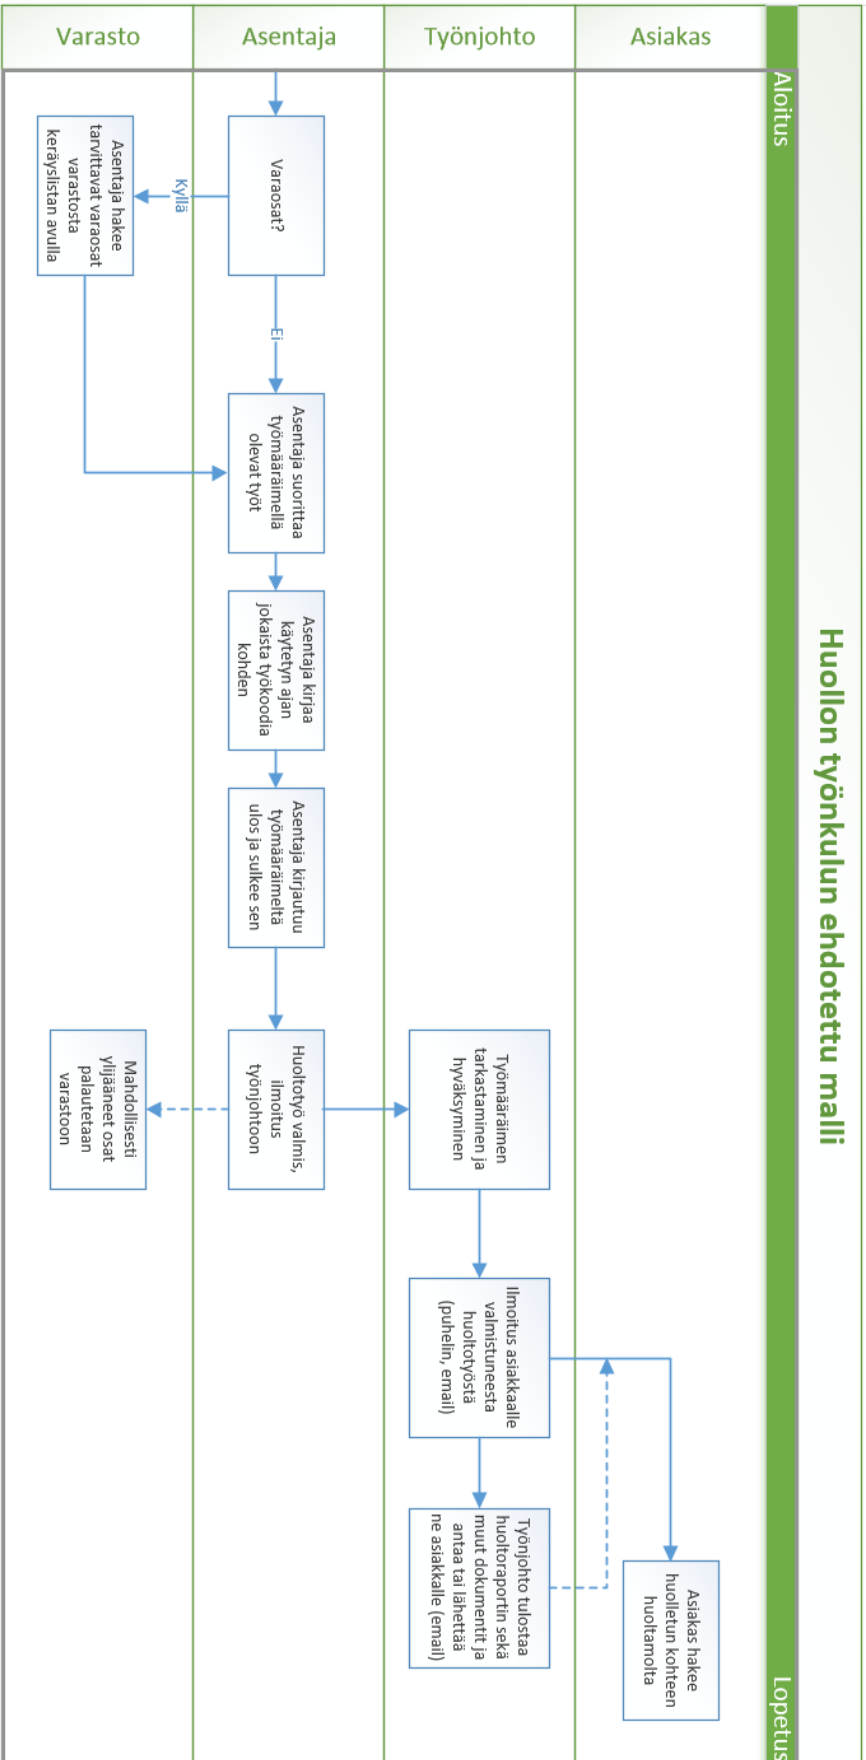 Huollon työnkulun ehdotettu malli
Aloitus
Lopetus
Asiakas
Työnjohto
Asentaja
Varasto
Varaosat?
Kyllä
Ei
Asentaja hakee
tarvittavat varaosat
varastosta
keräyslistan avulla
Asentaja suorittaa
työmääräimellä
olevat työt
Asentaja kirjaa
käytetyn ajan
jokaista työkoodia
kohden
Asentaja kirjautuu
työmääräimeltä
ulos ja sulkee sen
Huoltotyö valmis,
ilmoitus
työnjohtoon
Mahdollisesti
ylijääneet osat
palautetaan
varastoon
Työmääräimen
tarkastaminen ja
hyväksyminen
Ilmoitus asiakkaalle
valmistuneesta
huoltotyöstä
(puhelin, email)
Työnjohto tulostaa
huoltoraportin sekä
muut dokumentit ja
antaa tai lähettää
ne asiakkalle (email)
Asiakas hakee
huolletun kohteen
huoltamolta